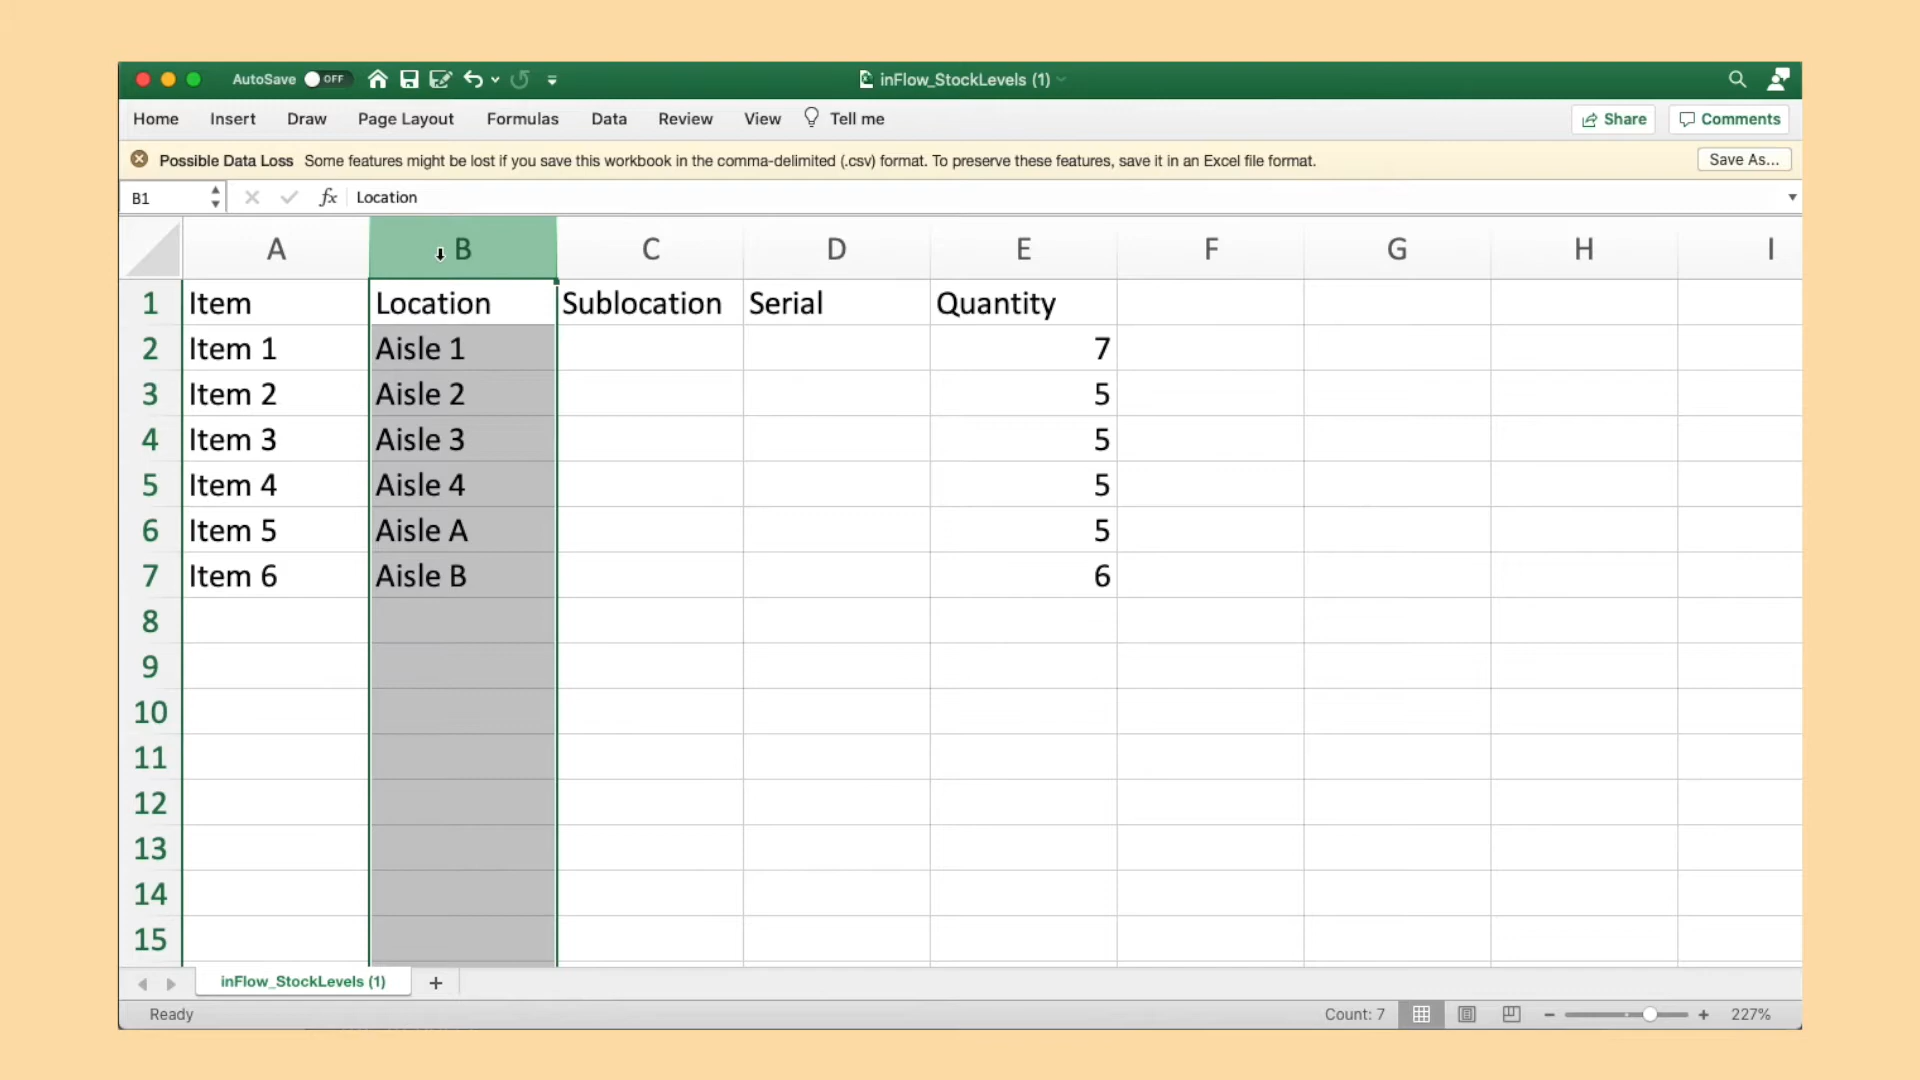 AutoSave OFF inFlow_StockLevels (1)
Home Insert Draw Page Layout Formulas Data Review View Tell me Share Comments
Possible Data Loss Some features might be lost if you save this workbook in the comma-delimited (.csv) format. To preserve these features, save it in an Excel file format. Save As...
B1 fx Location
A B C D E F G H I
1 Item Location Sublocation Serial Quantity
2 Item 1 Aisle 1 7
3 Item 2 Aisle 2 5
4 Item 3 Aisle 3 5
5 Item 4 Aisle 4 5
6 Item 5 Aisle A 5
7 Item 6 Aisle B 6
8
9
10
11
12
13
14
15
inFlow_StockLevels (1) +
Ready Count: 7 227%